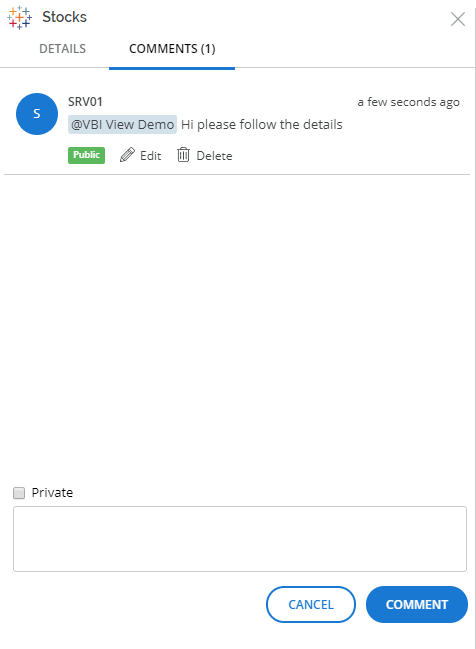 Stocks
DETAILS COMMENTS (1)
S
SRV01 a few seconds ago
@VBI View Demo Hi please follow the details
Public Edit Delete
Private
CANCEL COMMENT